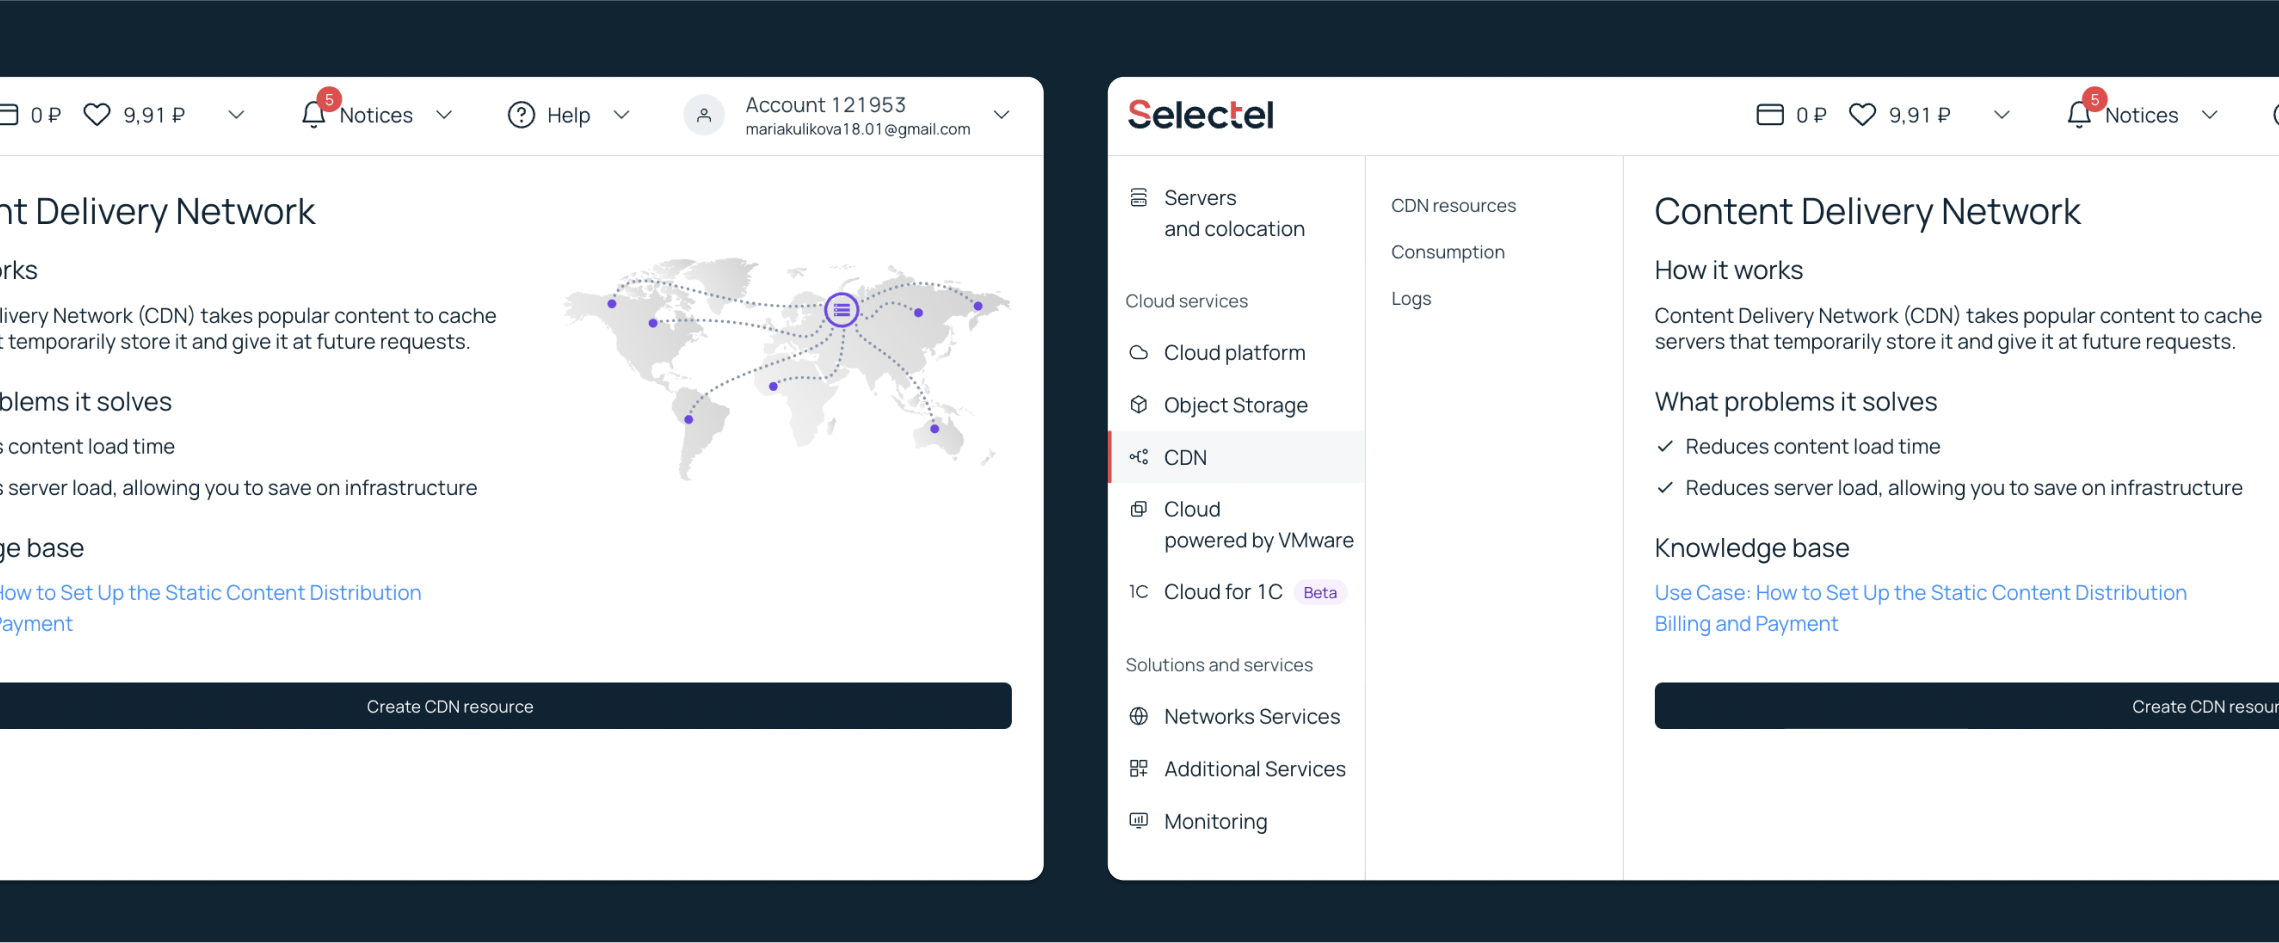 0 ₽ 9,91 ₽ 5 Notices Help Account 121953
mariakulikova18.01@gmail.com
nt Delivery Network
orks
livery Network (CDN) takes popular content to cache
t temporarily store it and give it at future requests.
blems it solves
s content load time
s server load, allowing you to save on infrastructure
ge base
How to Set Up the Static Content Distribution
Payment
Create CDN resource
Selectel 0 ₽ 9,91 ₽ 5 Notices
Servers
and colocation
Cloud services
Cloud platform
Object Storage
CDN
Cloud
powered by VMware
1C Cloud for 1C Beta
Solutions and services
Networks Services
Additional Services
Monitoring
CDN resources
Consumption
Logs
Content Delivery Network
How it works
Content Delivery Network (CDN) takes popular content to cache
servers that temporarily store it and give it at future requests.
What problems it solves
Reduces content load time
Reduces server load, allowing you to save on infrastructure
Knowledge base
Use Case: How to Set Up the Static Content Distribution
Billing and Payment
Create CDN resour